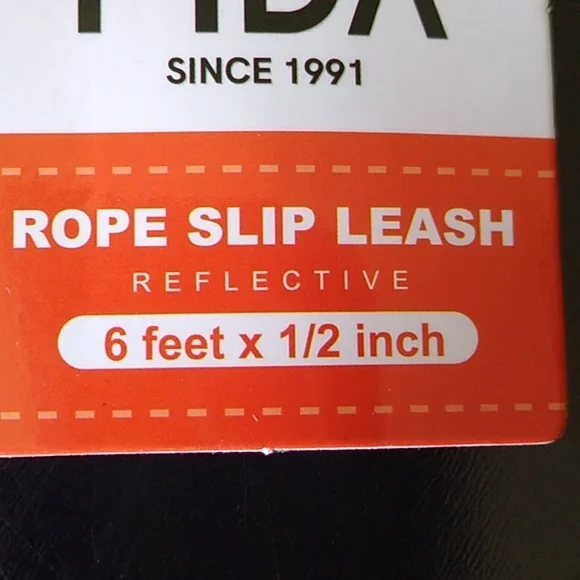 SINCE 1991
ROPE SLIP LEASH
REFLECTIVE
6 feet x 1/2 inch